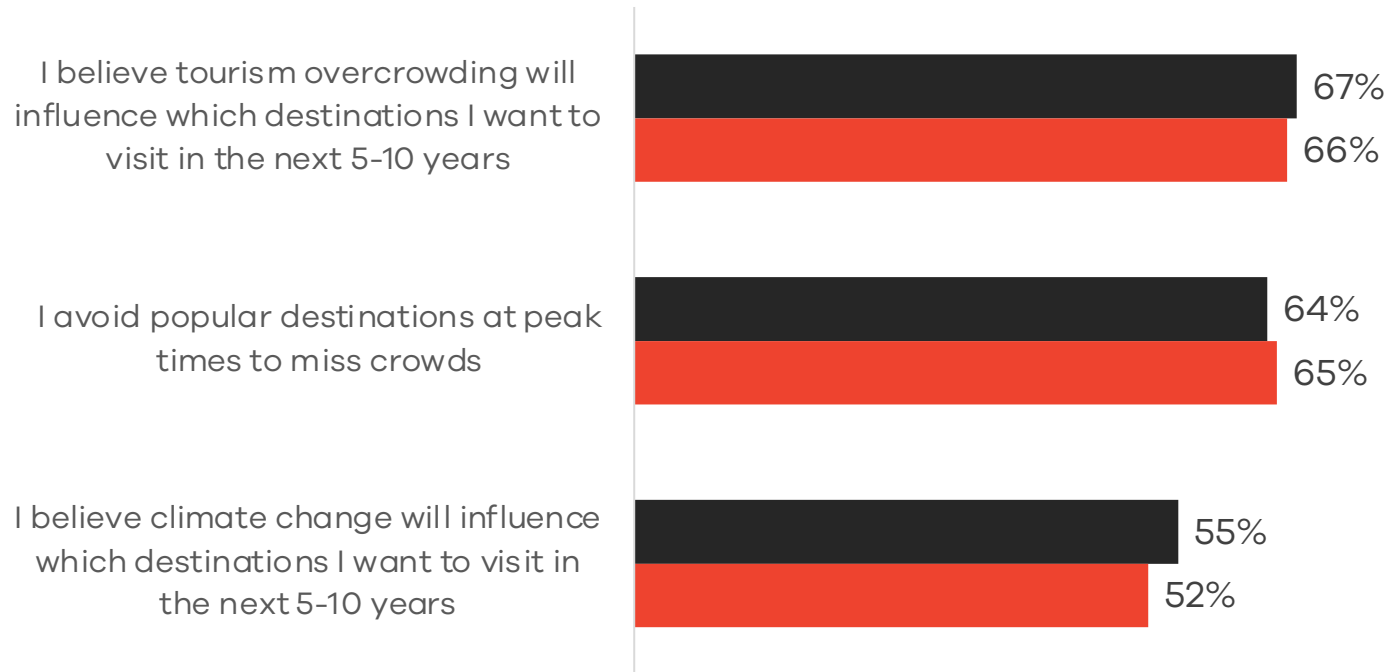 I believe tourism overcrowding will
influence which destinations I want to
visit in the next 5-10 years
67%
66%
I avoid popular destinations at peak
times to miss crowds
64%
65%
I believe climate change will influence
which destinations I want to visit in
the next 5-10 years
55%
52%